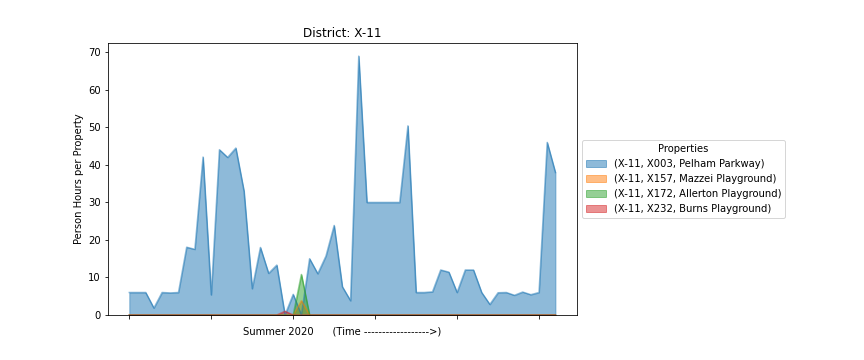 District: X-11
70
60
50
40
30
20
10
0
Person Hours per Property
Summer 2020 (Time ------------------>)
Properties
(X-11, X003, Pelham Parkway)
(X-11, X157, Mazzei Playground)
(X-11, X172, Allerton Playground)
(X-11, X232, Burns Playground)